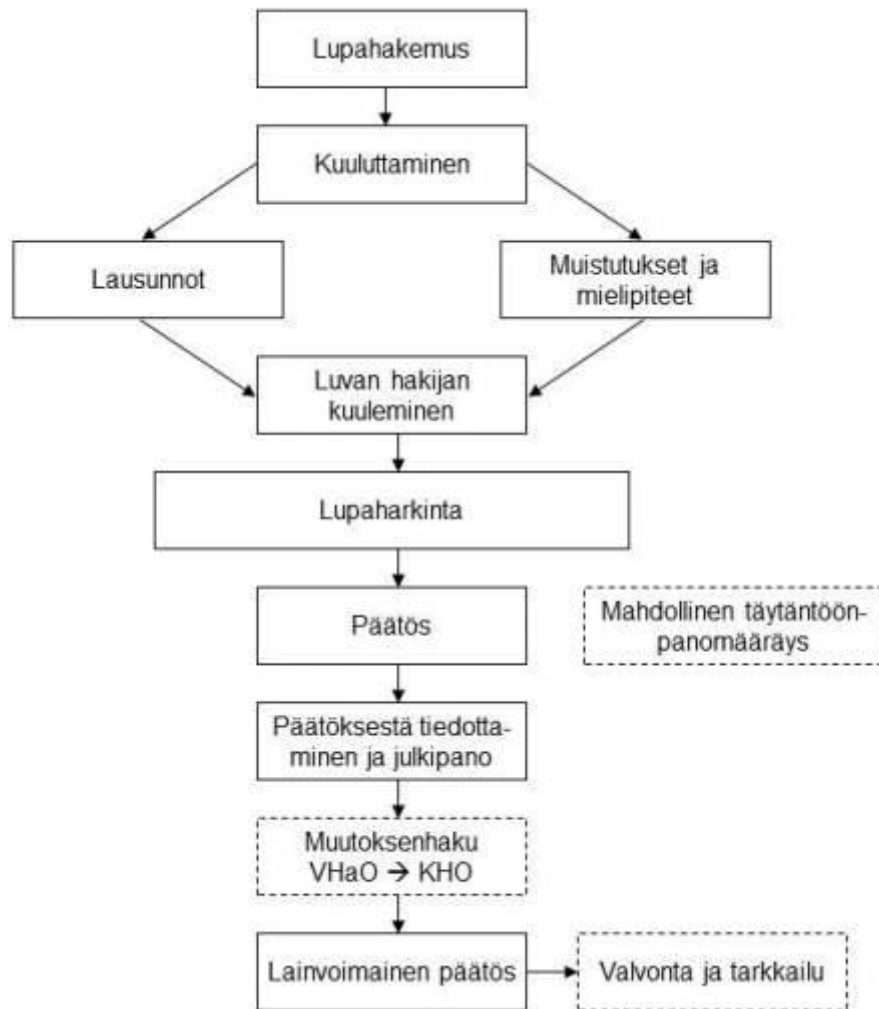 Lupahakemus
Kuuluttaminen
Lausunnot
Muistutukset ja
mielipiteet
Luvan hakijan
kuuleminen
Lupaharkinta
Päätös
Mahdollinen täytäntöön-
panomääräys
Päätöksestä tiedotta-
minen ja julkipano
Muutoksenhaku
VHaO → KHO
Lainvoimainen päätös
Valvonta ja tarkkailu